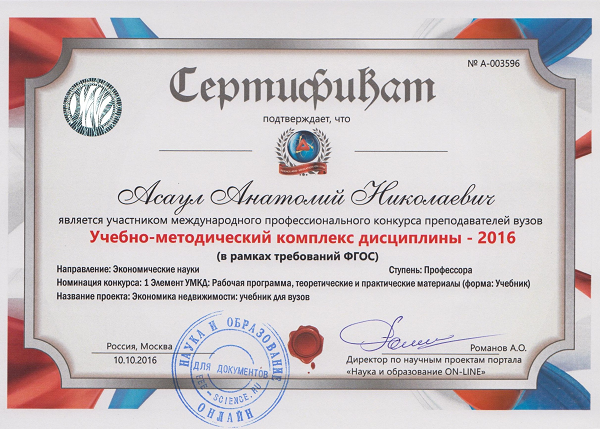 № А-003596
Сертификат
подтверждает, что
Асаул Анатолий Николаевич
является участником международного профессионального конкурса преподавателей вузов
Учебно-методический комплекс дисциплины - 2016
(в рамках требований ФГОС)
Направление: Экономические науки
Ступень: Профессора
Номинация конкурса: 1 Элемент УМКД: Рабочая программа, теоретические и практические материалы (форма: Учебник)
Название проекта: Экономика недвижимости: учебник для вузов
Россия, Москва
10.10.2016
НАУКА И ОБРАЗОВАНИЕ
ДЛЯ ДОКУМЕНТОВ
SCIENCE.RU
ОНЛАЙН
Романов А.О.
Директор по научным проектам портала
«Наука и образование ON-LINE»